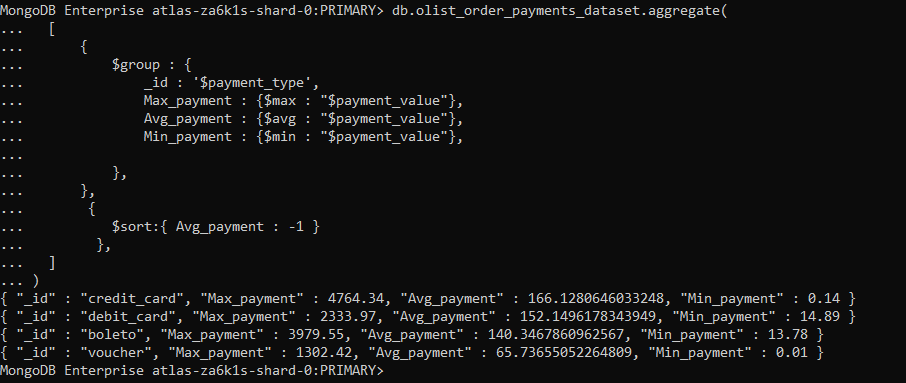 MongoDB Enterprise atlas-za6k1s-shard-0:PRIMARY> db.olist_order_payments_dataset.aggregate(
...    [
...        {
...            $group : {
...                _id : '$payment_type',
...                Max_payment : {$max : "$payment_value"},
...                Avg_payment : {$avg : "$payment_value"},
...                Min_payment : {$min : "$payment_value"},
...
...            },
...        },
...         {
...            $sort:{ Avg_payment : -1 }
...          },
...    ]
... )
{ "_id" : "credit_card", "Max_payment" : 4764.34, "Avg_payment" : 166.1280646033248, "Min_payment" : 0.14 }
{ "_id" : "debit_card", "Max_payment" : 2333.97, "Avg_payment" : 152.1496178343949, "Min_payment" : 14.89 }
{ "_id" : "boleto", "Max_payment" : 3979.55, "Avg_payment" : 140.3467860962567, "Min_payment" : 13.78 }
{ "_id" : "voucher", "Max_payment" : 1302.42, "Avg_payment" : 65.73655052264809, "Min_payment" : 0.01 }
MongoDB Enterprise atlas-za6k1s-shard-0:PRIMARY>